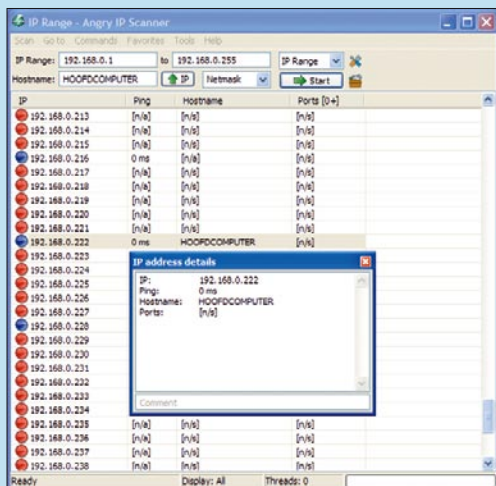 IP Range - Angry IP Scanner
Scan Go to Commands Favorites Tools Help
IP Range: 192.168.0.1 to 192.168.0.255 IP Range
Hostname: HOOFDCOMPUTER IP Netmask Start
IP Ping Hostname Ports [0+]
192.168.0.213 [n/a] [n/s] [n/s]
192.168.0.214 [n/a] [n/s] [n/s]
192.168.0.215 [n/a] [n/s] [n/s]
192.168.0.216 0 ms [n/a] [n/s]
192.168.0.217 [n/a] [n/s] [n/s]
192.168.0.218 [n/a] [n/s] [n/s]
192.168.0.219 [n/a] [n/s] [n/s]
192.168.0.220 [n/a] [n/s] [n/s]
192.168.0.221 [n/a] [n/s] [n/s]
192.168.0.222 0 ms HOOFDCOMPUTER [n/s]
192.168.0.223
192.168.0.224
192.168.0.225
192.168.0.226
192.168.0.227
192.168.0.228
192.168.0.229
192.168.0.230
192.168.0.231
192.168.0.232
192.168.0.233
192.168.0.234
192.168.0.235 [n/a] [n/s] [n/s]
192.168.0.236 [n/a] [n/s] [n/s]
192.168.0.237 [n/a] [n/s] [n/s]
192.168.0.238 [n/a] [n/s] [n/s]
IP address details
IP: 192.168.0.222
Ping: 0 ms
Hostname: HOOFDCOMPUTER
Ports: [n/s]
Comment
Ready Display: All Threads: 0